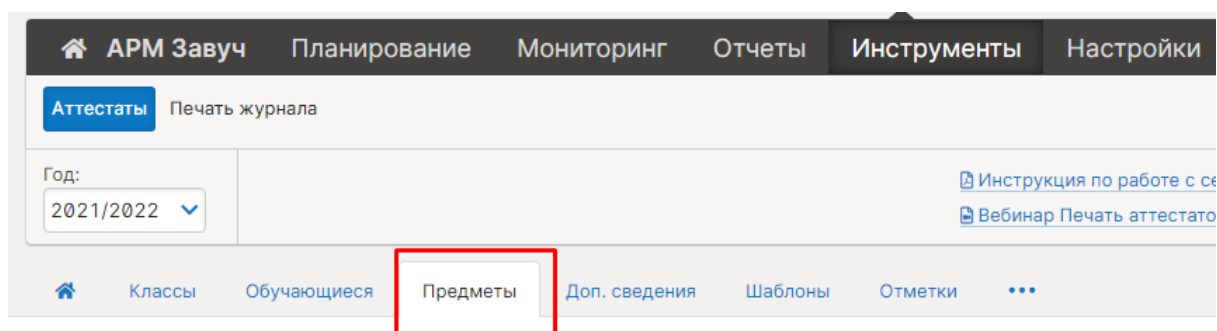 АРМ Завуч Планирование Мониторинг Отчеты Инструменты Настройки
Аттестаты Печать журнала
Год:
2021/2022
Инструкция по работе с се
Вебинар Печать аттестато
Классы Обучающиеся Предметы Доп. сведения Шаблоны Отметки •••